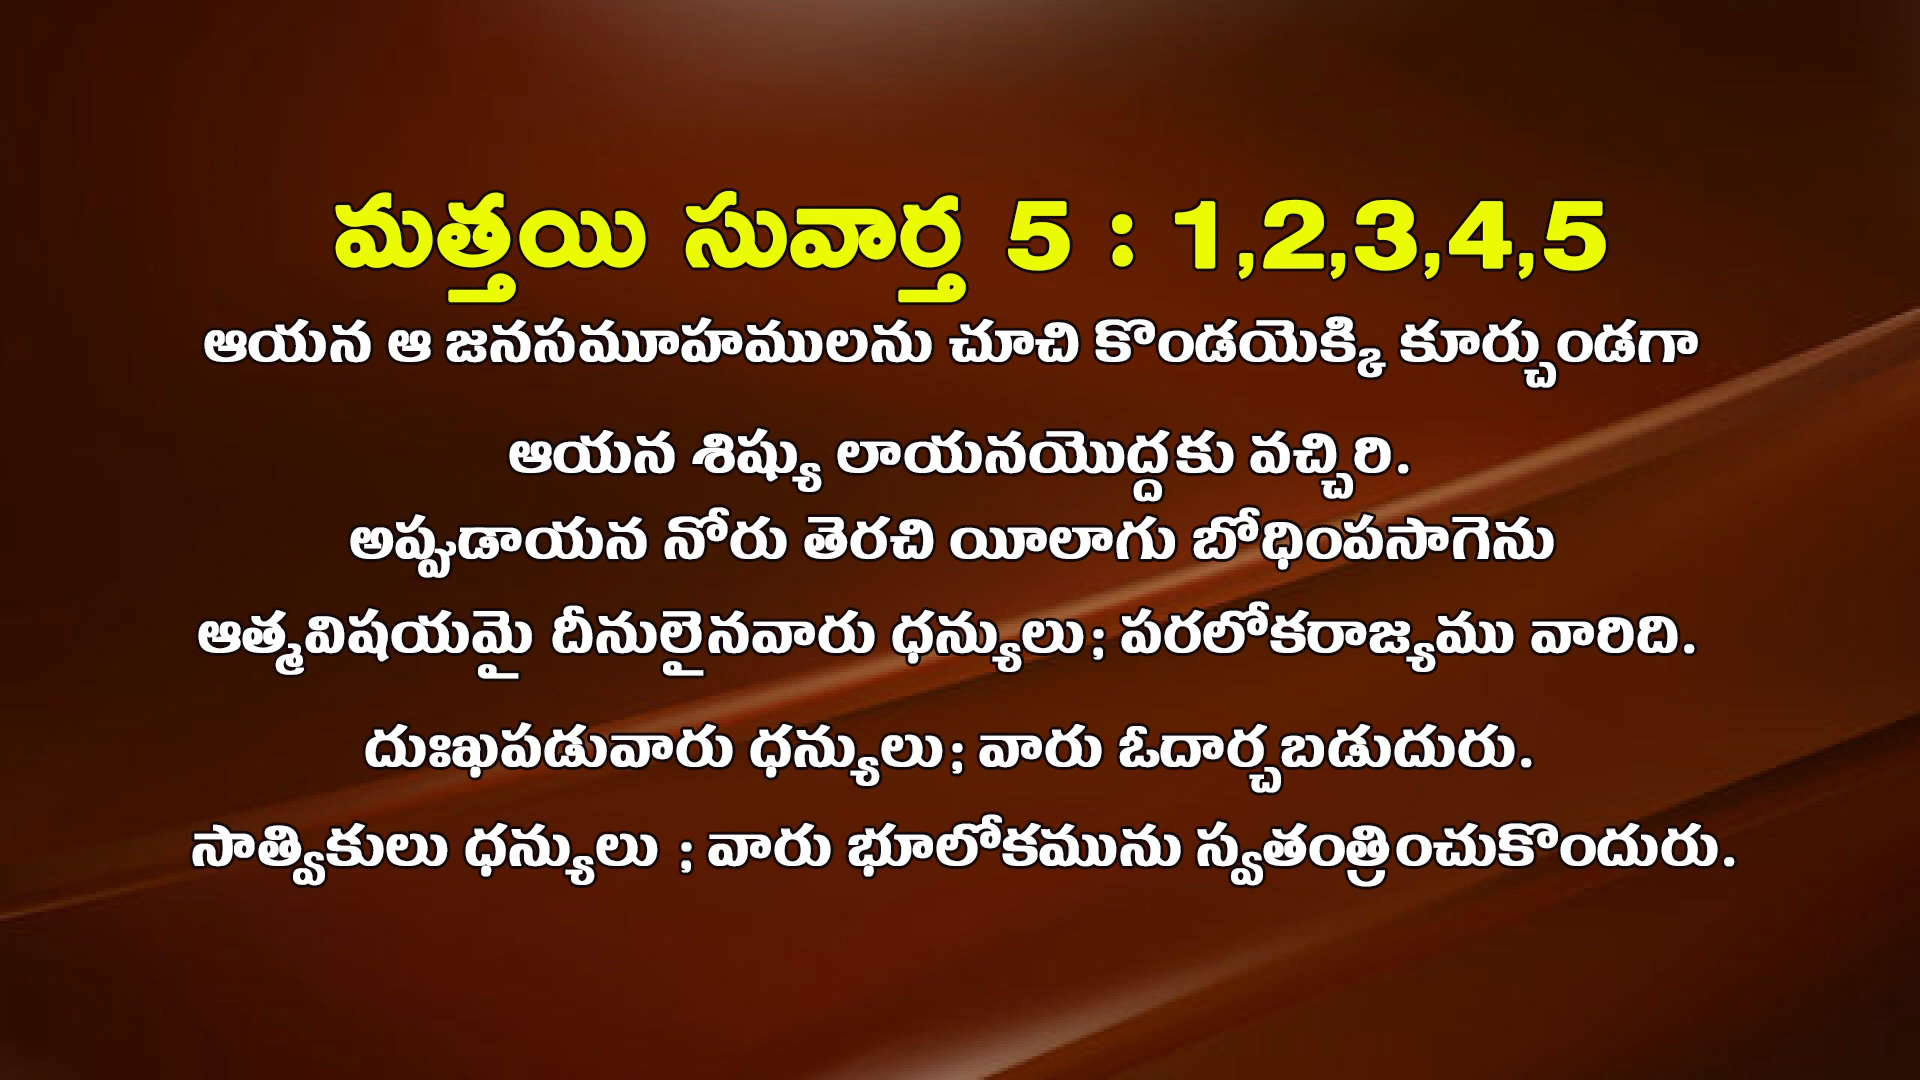 మత్తయి సువార్త 5 : 1,2,3,4,5
ఆయన ఆ జనసమూహములను చూచి కొండయెక్కి కూర్చుండగా
ఆయన శిష్యు లాయనయొద్దకు వచ్చిరి.
అప్పుడాయన నోరు తెరచి యీలాగు బోధింపసాగెను
ఆత్మవిషయమై దీనులైనవారు ధన్యులు; పరలోకరాజ్యము వారిది.
దుఃఖపడువారు ధన్యులు; వారు ఓదార్చబడుదురు.
సాత్వికులు ధన్యులు ; వారు భూలోకమును స్వతంత్రించుకొందురు.